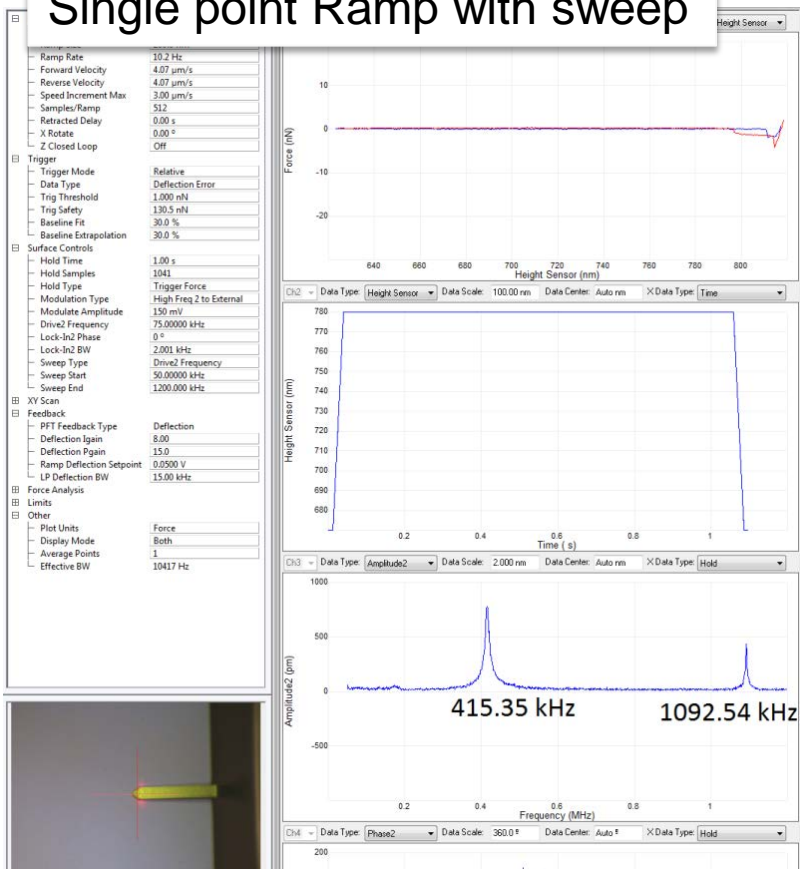 Single point Ramp with sweep
Height Sensor
Ramp Rate 10.2 Hz
Forward Velocity 4.07 µm/s
Reverse Velocity 4.07 µm/s
Speed Increment Max 3.00 µm/s
Samples/Ramp 512
Retracted Delay 0.00 s
X Rotate 0.00 º
Z Closed Loop Off
Trigger
Trigger Mode Relative
Data Type Deflection Error
Trig Threshold 1.000 nN
Trig Safety 130.5 nN
Baseline Fit 30.0 %
Baseline Extrapolation 30.0 %
Surface Controls
Hold Time 1.00 s
Hold Samples 1041
Hold Type Trigger Force
Modulation Type High Freq 2 to External
Modulate Amplitude 150 mV
Drive2 Frequency 75.00000 kHz
Lock-In2 Phase 0 º
Lock-In2 BW 2.001 kHz
Sweep Type Drive2 Frequency
Sweep Start 50.00000 kHz
Sweep End 1200.000 kHz
XY Scan
Feedback
PFT Feedback Type Deflection
Deflection Igain 8.00
Deflection Pgain 15.0
Ramp Deflection Setpoint 0.0500 V
LP Deflection BW 15.00 kHz
Force Analysis
Limits
Other
Plot Units Force
Display Mode Both
Average Points 1
Effective BW 10417 Hz
10
0
-10
-20
Force (nN)
640 660 680 700 720 740 760 780 800
Height Sensor (nm)
Ch2 Data Type: Height Sensor Data Scale: 100.00 nm Data Center: Auto nm X Data Type: Time
780
770
760
750
740
730
720
710
700
690
680
Height Sensor (nm)
0.2 0.4 0.6 0.8 1
Time ( s)
Ch3 Data Type: Amplitude2 Data Scale: 2.000 nm Data Center: Auto nm X Data Type: Hold
1000
500
0
-500
Amplitude2 (pm)
415.35 kHz 1092.54 kHz
0.2 0.4 0.6 0.8 1
Frequency (MHz)
Ch4 Data Type: Phase2 Data Scale: 360.0 º Data Center: Auto º X Data Type: Hold
200